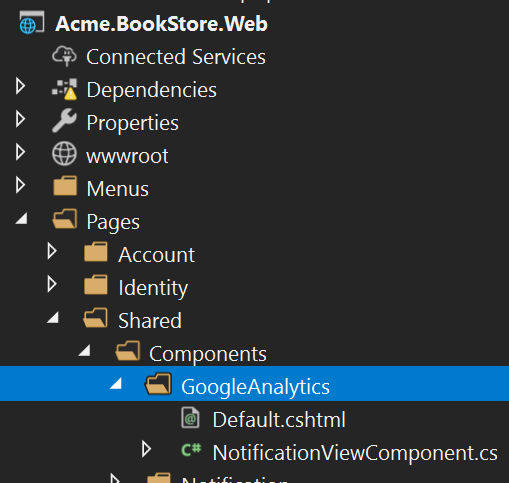 Acme.BookStore.Web
Connected Services
Dependencies
Properties
wwwroot
Menus
Pages
Account
Identity
Shared
Components
GoogleAnalytics
Default.cshtml
C# NotificationViewComponent.cs
Notification